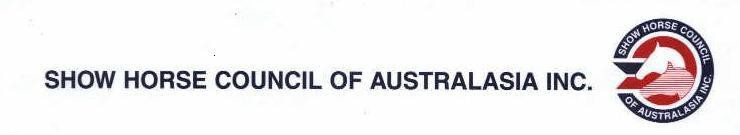 SHOW HORSE COUNCIL OF AUSTRALASIA INC.
SHOW HORSE COUNCIL
OF AUSTRALASIA INC.